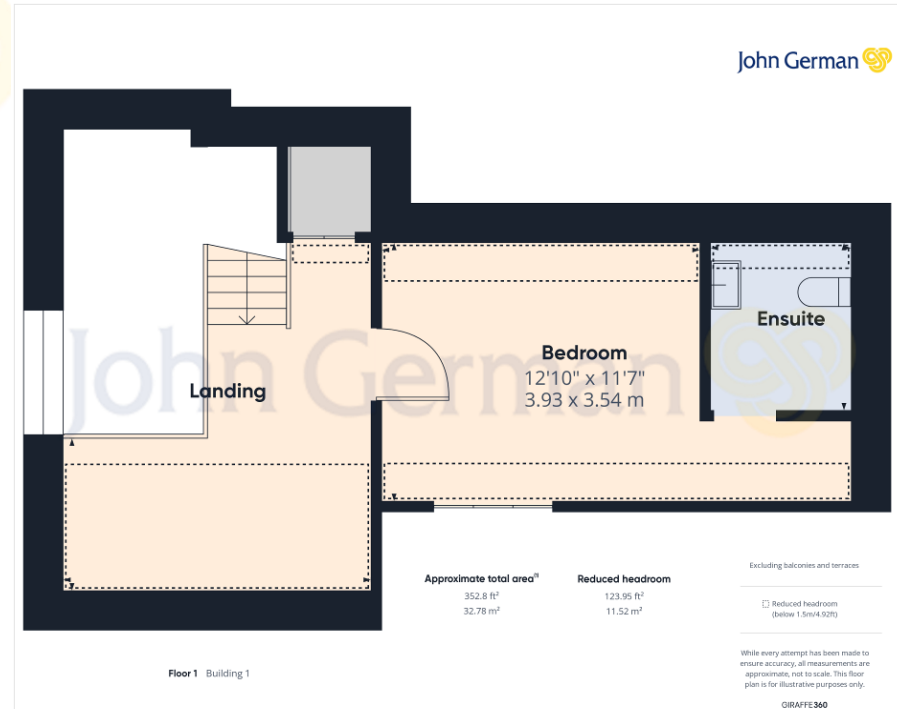 John German
Landing
Bedroom
12'10" x 11'7"
3.93 x 3.54 m
Ensuite
John German
Approximate total area⁽¹⁾
352.8 ft²
32.78 m²
Reduced headroom
123.95 ft²
11.52 m²
Excluding balconies and terraces
Reduced headroom
(below 1.5m/4.92ft)
While every attempt has been made to
ensure accuracy, all measurements are
approximate, not to scale. This floor
plan is for illustrative purposes only.
GIRAFFE360
Floor 1 Building 1